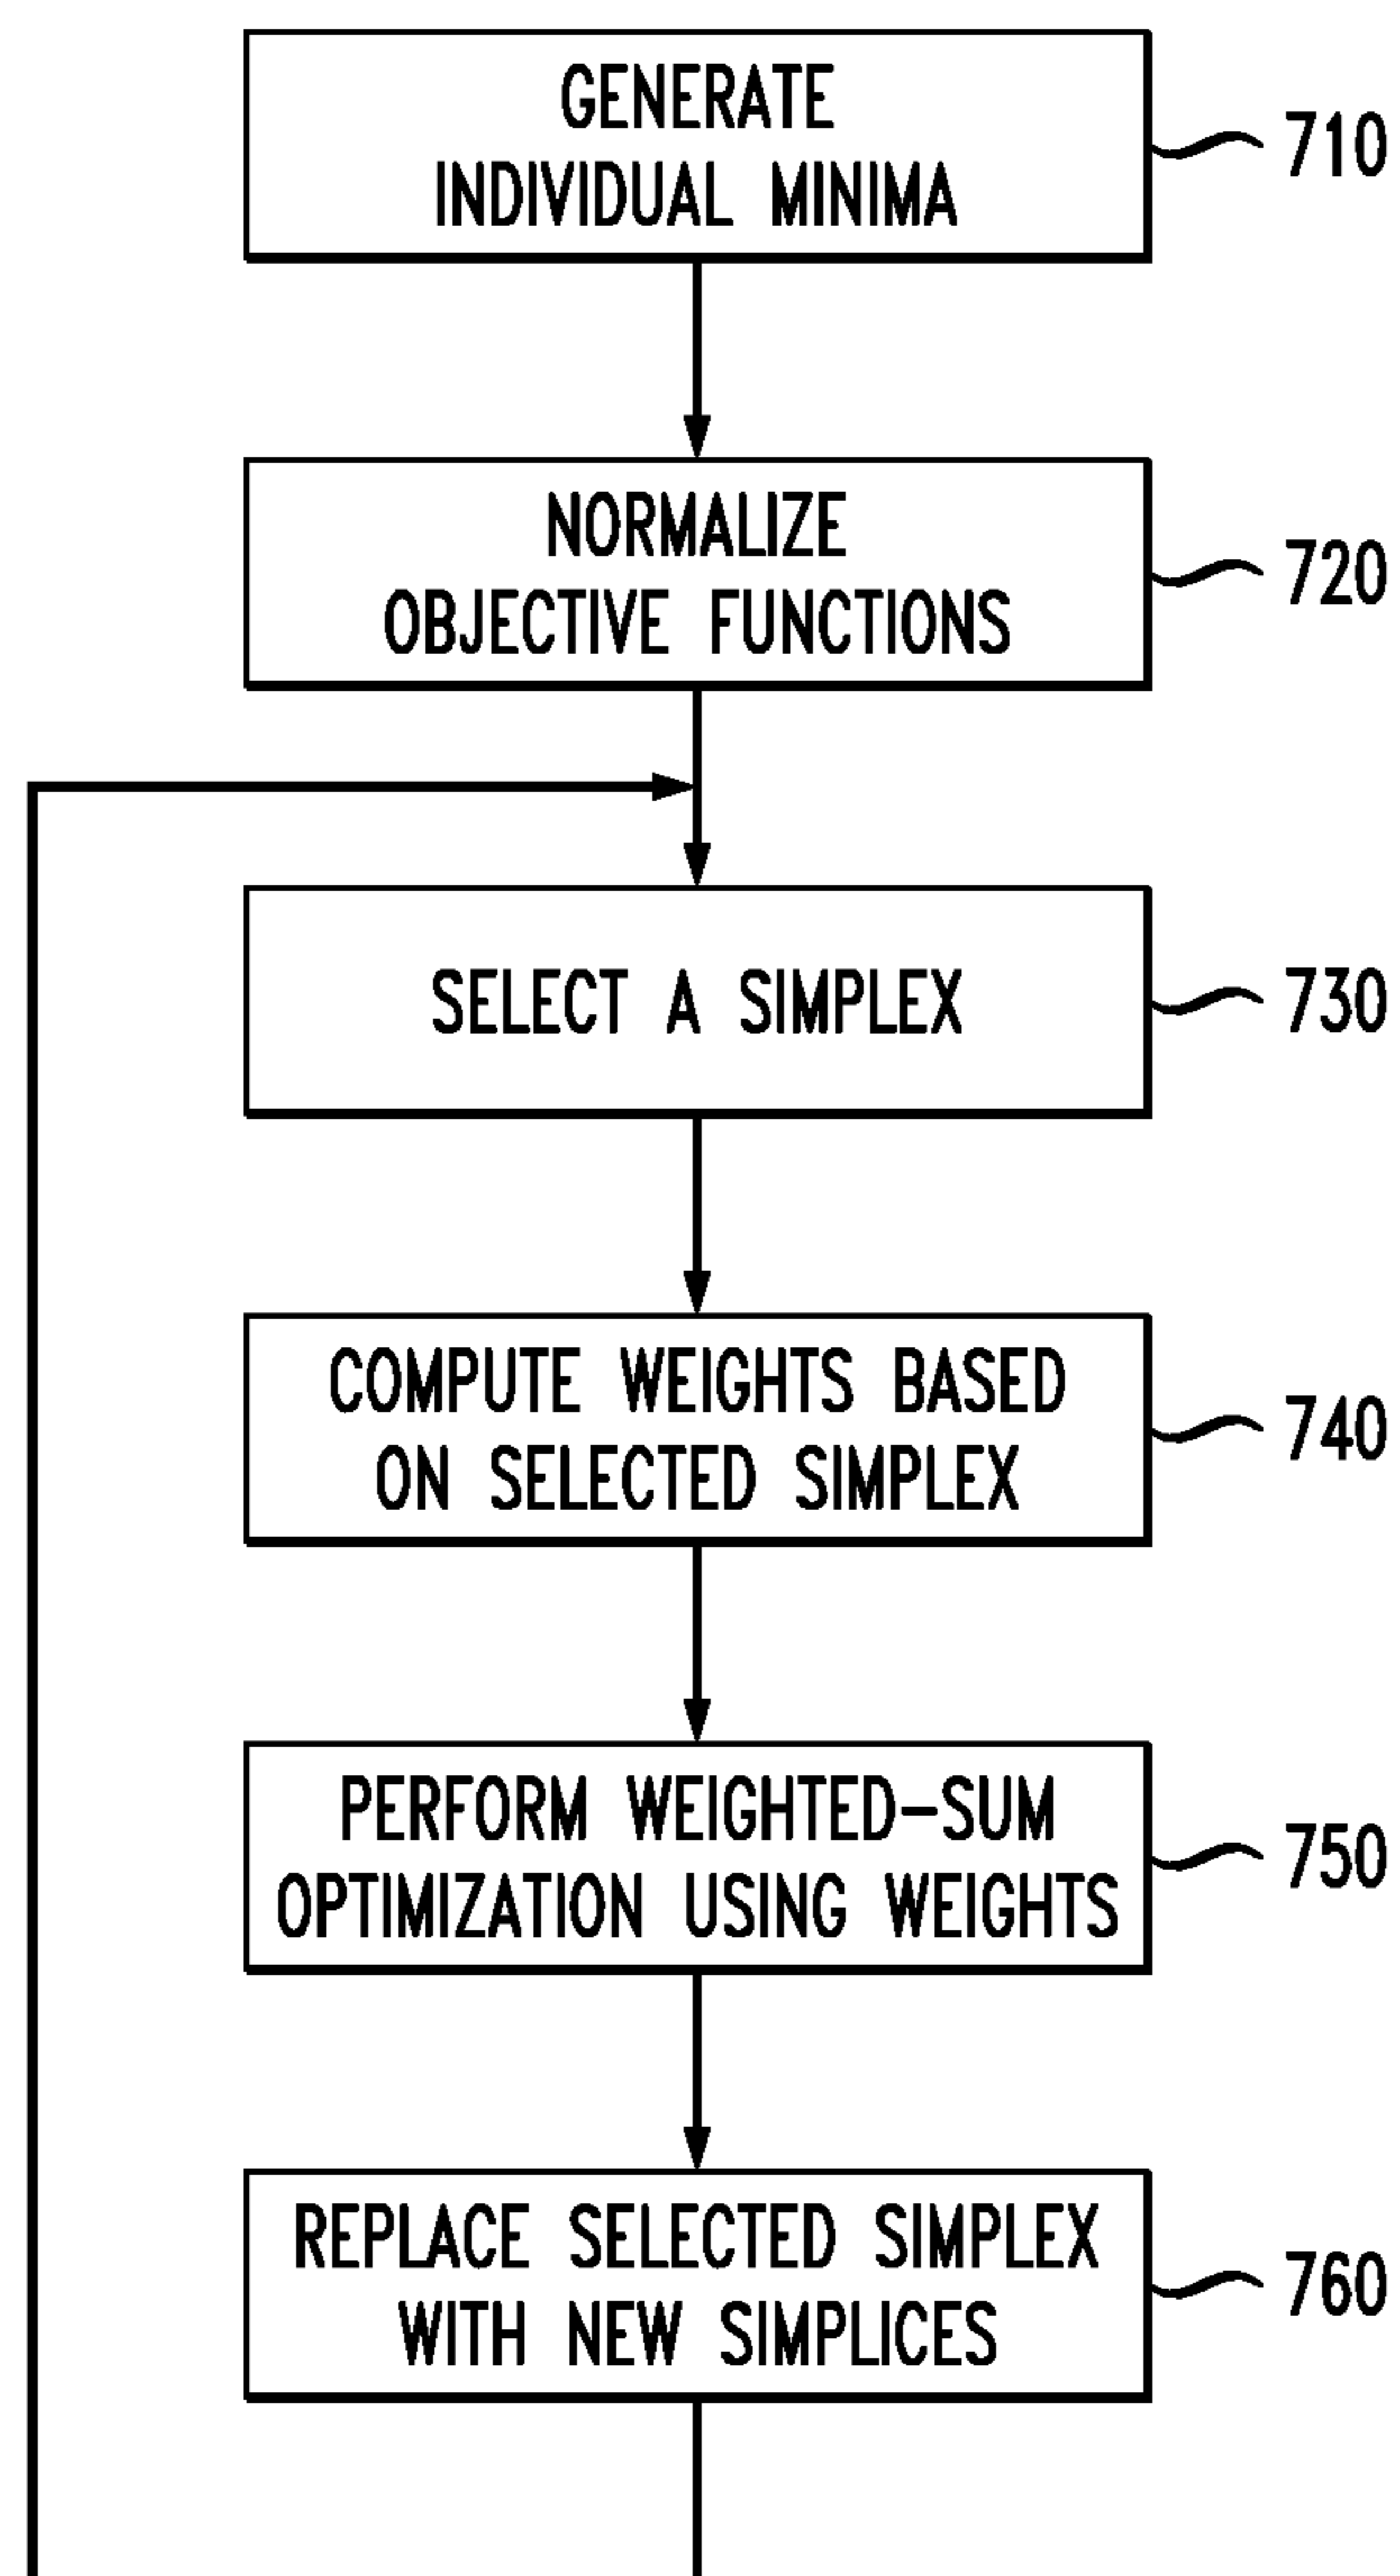 GENERATE
INDIVIDUAL MINIMA
710
NORMALIZE
OBJECTIVE FUNCTIONS
720
SELECT A SIMPLEX
730
COMPUTE WEIGHTS BASED
ON SELECTED SIMPLEX
740
PERFORM WEIGHTED-SUM
OPTIMIZATION USING WEIGHTS
750
REPLACE SELECTED SIMPLEX
WITH NEW SIMPLICES
760